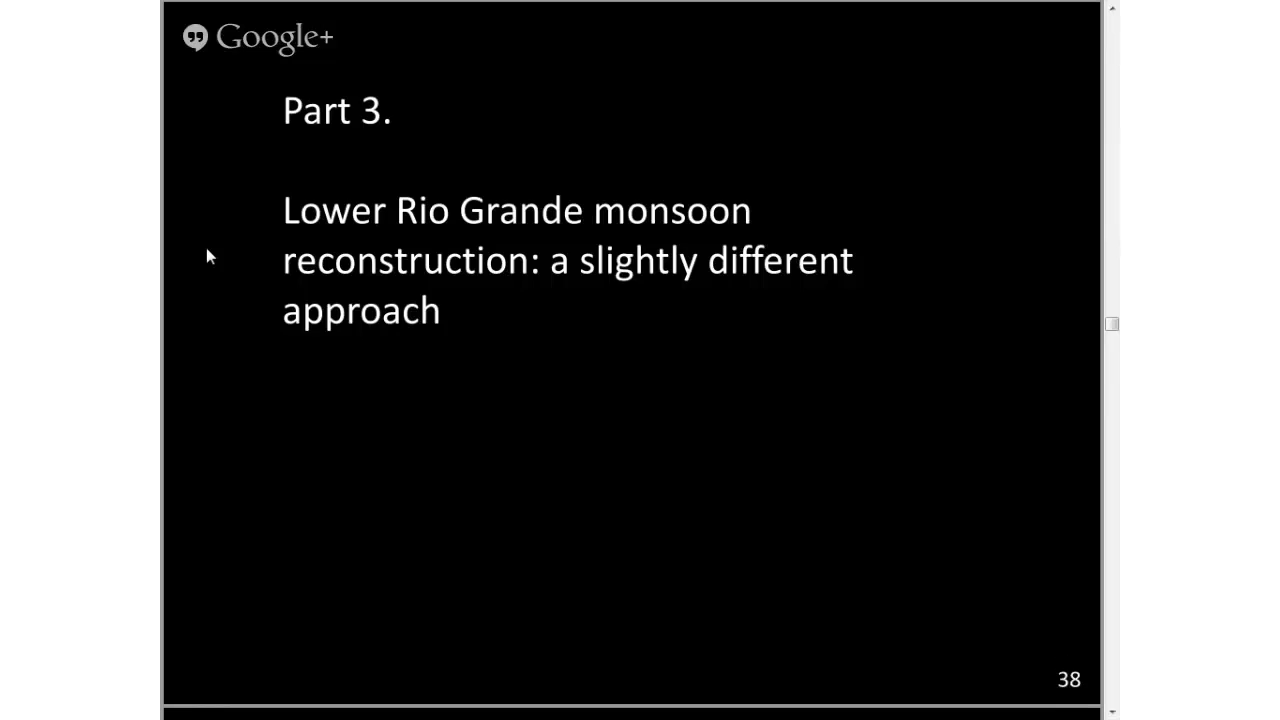 Google+
Part 3.
Lower Rio Grande monsoon
reconstruction: a slightly different
approach
38